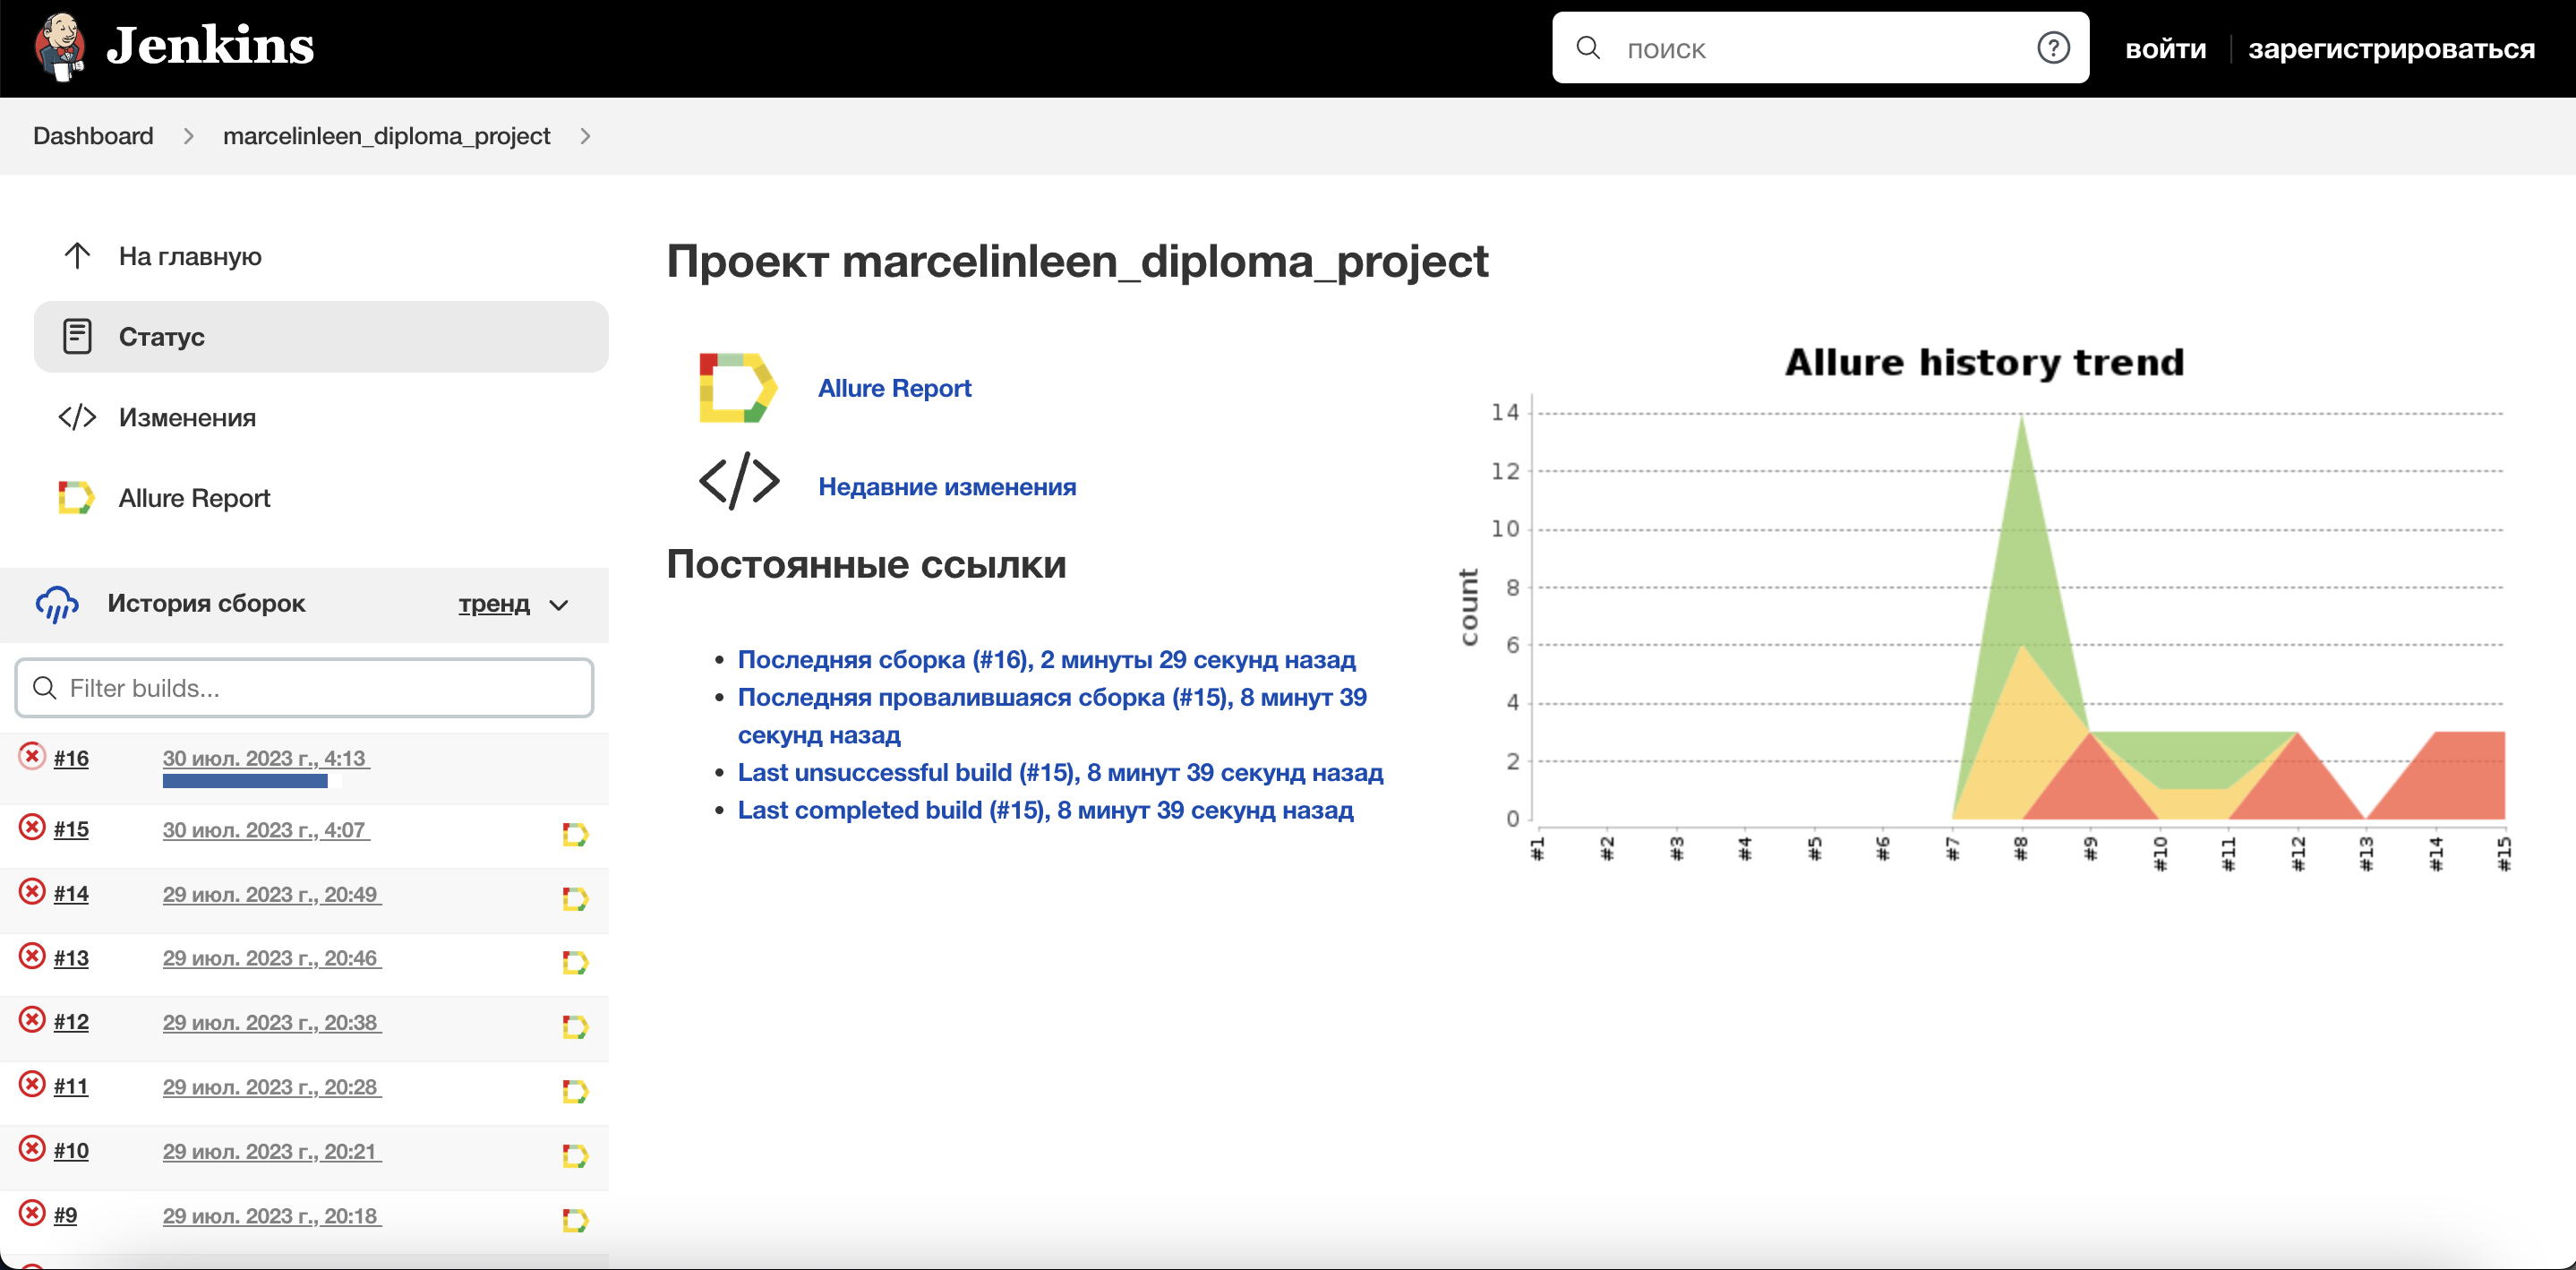 Jenkins
поиск
войти
зарегистрироваться
Dashboard
marcelinleen_diploma_project
На главную
Статус
Изменения
Allure Report
История сборок
тренд
Filter builds...
#16 30 июл. 2023 г., 4:13
#15 30 июл. 2023 г., 4:07
#14 29 июл. 2023 г., 20:49
#13 29 июл. 2023 г., 20:46
#12 29 июл. 2023 г., 20:38
#11 29 июл. 2023 г., 20:28
#10 29 июл. 2023 г., 20:21
#9 29 июл. 2023 г., 20:18
Проект marcelinleen_diploma_project
Allure Report
Недавние изменения
Постоянные ссылки
Последняя сборка (#16), 2 минуты 29 секунд назад
Последняя провалившаяся сборка (#15), 8 минут 39
секунд назад
Last unsuccessful build (#15), 8 минут 39 секунд назад
Last completed build (#15), 8 минут 39 секунд назад
Allure history trend
count
14
12
10
8
6
4
2
0
#1 #2 #3 #4 #5 #6 #7 #8 #9 #10 #11 #12 #13 #14 #15